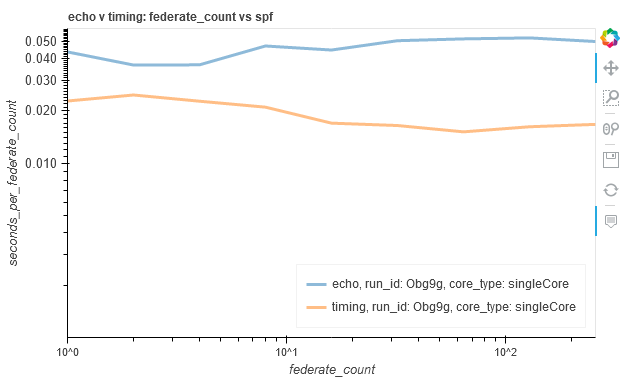 echo v timing: federate_count vs spf
0.050
0.040
0.030
0.020
0.010
seconds_per_federate_count
echo, run_id: Obg9g, core_type: singleCore
timing, run_id: Obg9g, core_type: singleCore
10^0
10^1
10^2
federate_count